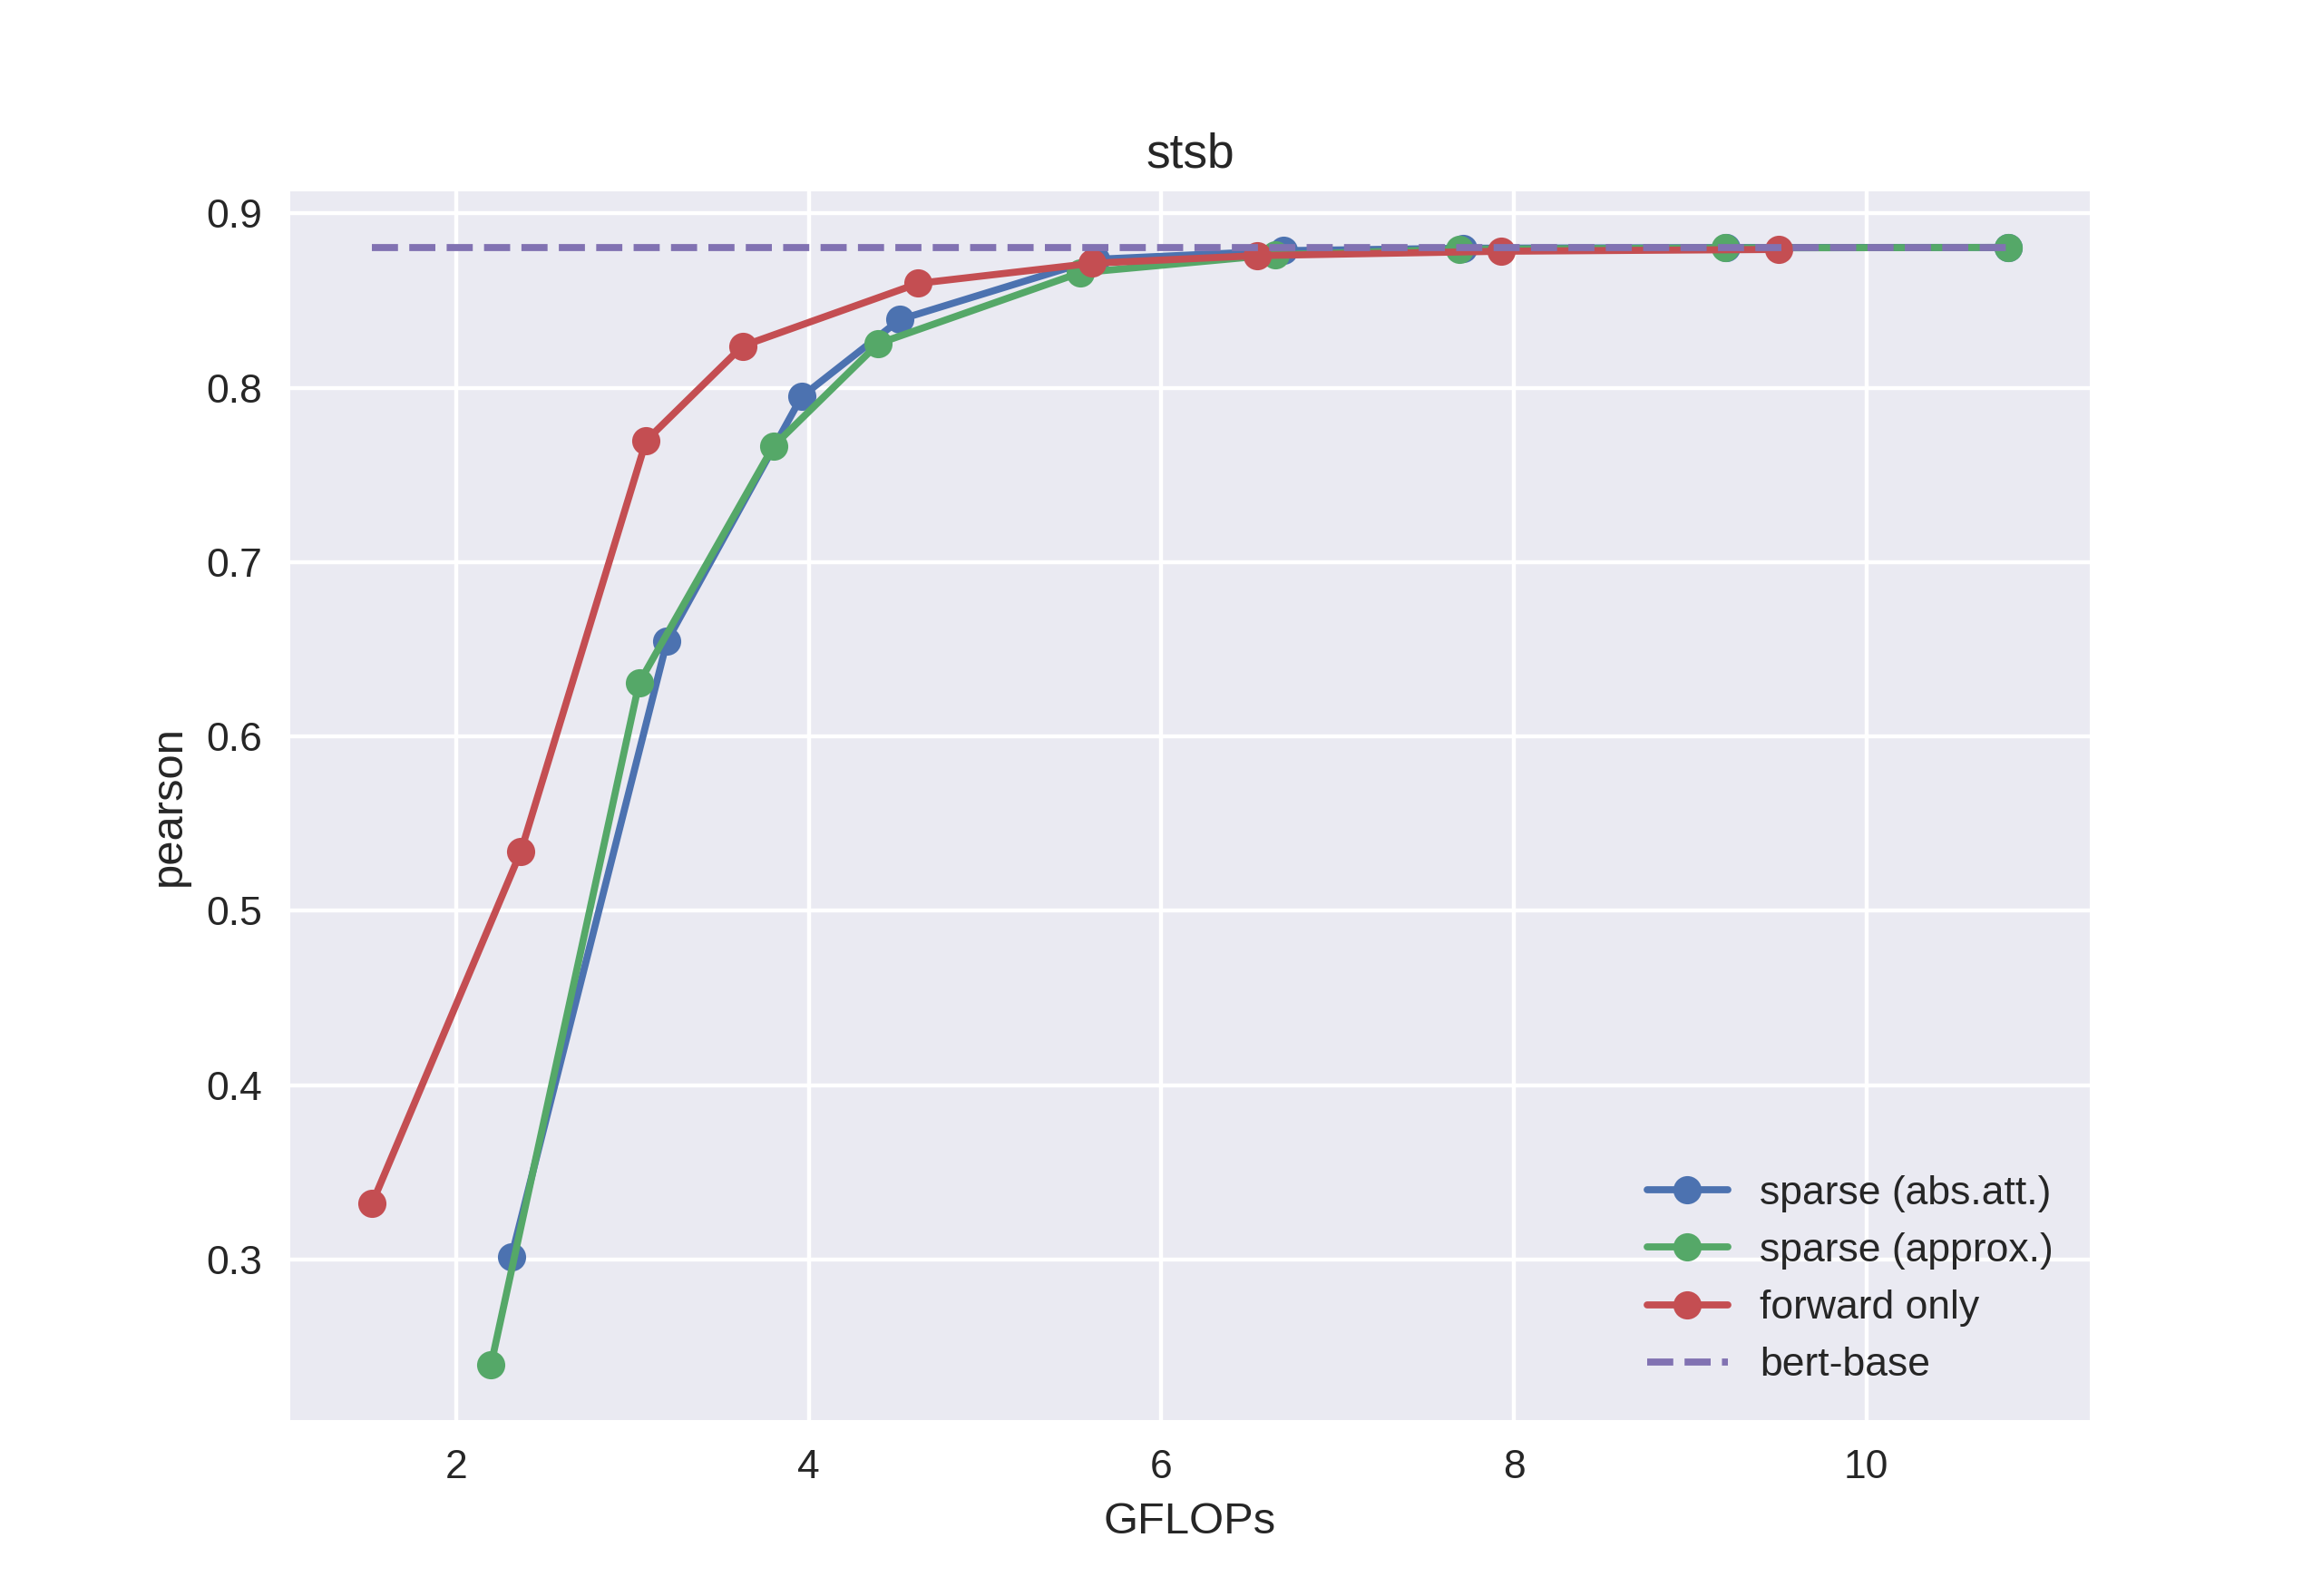 stsb
0.9
0.8
0.7
0.6
0.5
0.4
0.3
pearson
2 4 6 8 10
GFLOPs
sparse (abs.att.)
sparse (approx.)
forward only
bert-base